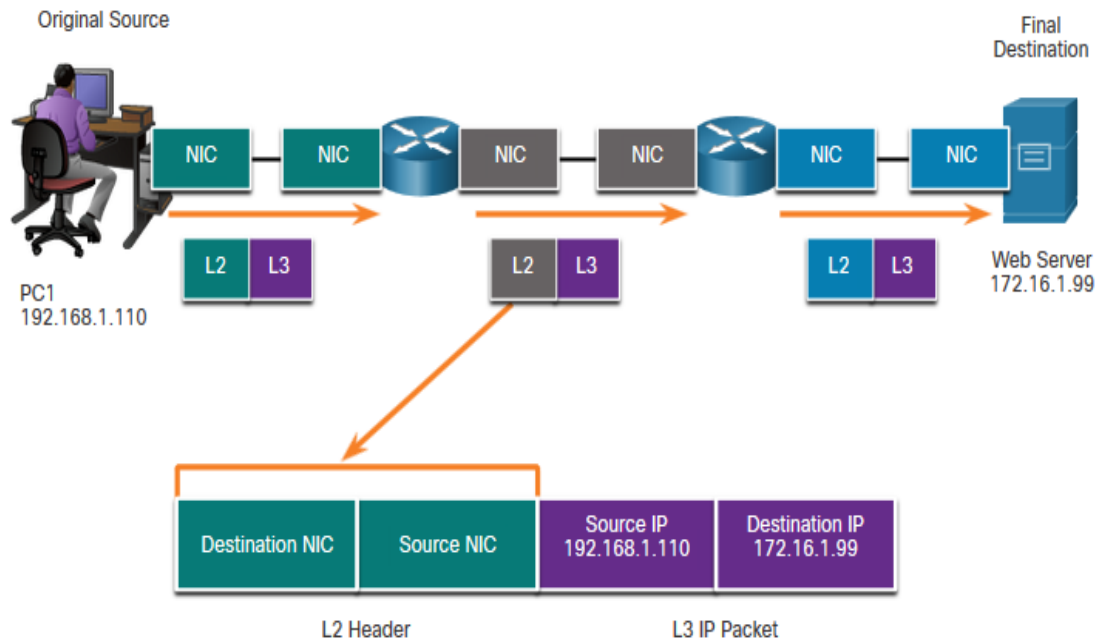 Original Source
Final
Destination
NIC
NIC
NIC
NIC
NIC
NIC
L2
L3
L2
L3
L2
L3
PC1
192.168.1.110
Web Server
172.16.1.99
Destination NIC
Source NIC
Source IP
192.168.1.110
Destination IP
172.16.1.99
L2 Header
L3 IP Packet